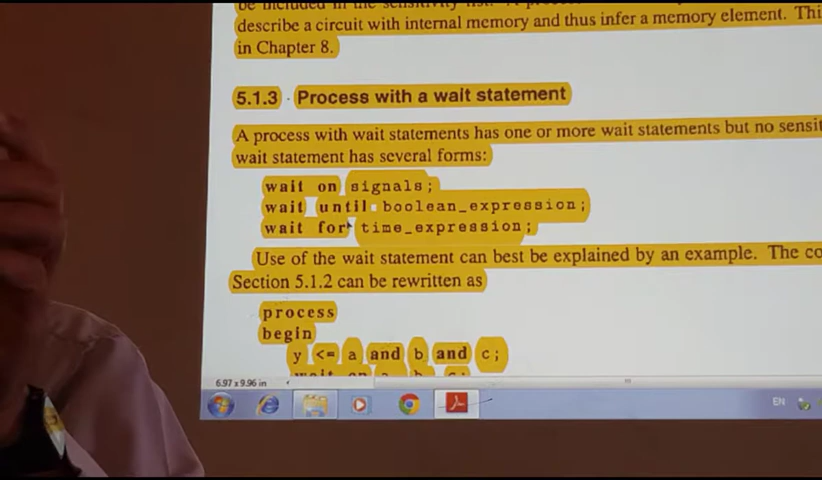 describe a circuit with internal memory and thus infer a memory element.
in Chapter 8.
5.1.3 Process with a wait statement
A process with wait statements has one or more wait statements but no
wait statement has several forms:
wait on signals;
wait until boolean_expression;
wait for time_expression;
Use of the wait statement can best be explained by an example. The
Section 5.1.2 can be rewritten as
process
begin
y <= a and b and c;
6.97 x 9.96 in
EN